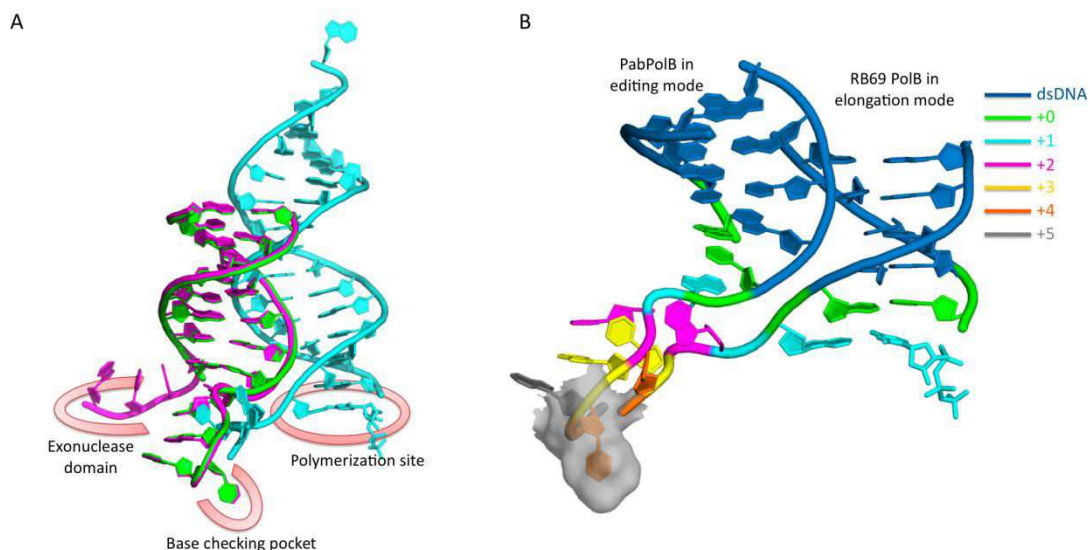 A
Exonuclease
domain
Polymerization site
Base checking pocket
B
PabPolB in
editing mode
RB69 PolB in
elongation mode
dsDNA
+0
+1
+2
+3
+4
+5